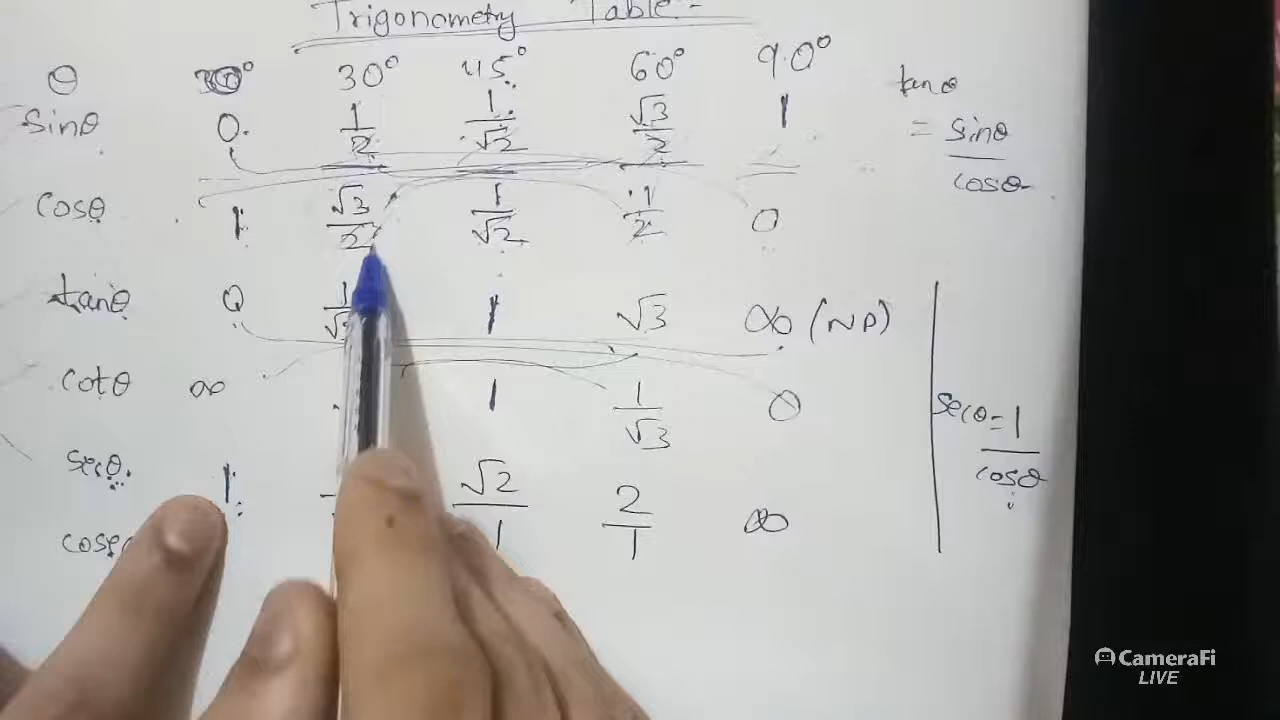 Trigonometry Table:-
θ 30° 45° 60° 90°
sinθ 0 1/2 1/√2 √3/2 1
cosθ 1 √3/2 1/√2 1/2 0
tanθ 0 1 √3 ∞ (ND)
cotθ ∞ 1 1/√3 0
secθ 1 √2/1 2/1 ∞
tanθ
= sinθ/cosθ
secθ = 1/cosθ
CameraFi
LIVE